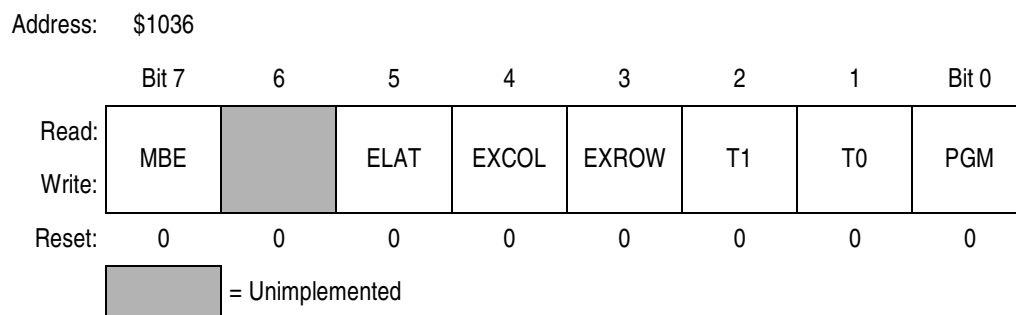 Address: $1036
Bit 7 6 5 4 3 2 1 Bit 0
Read:
MBE ELAT EXCOL EXROW T1 T0 PGM
Write:
Reset: 0 0 0 0 0 0 0 0
= Unimplemented